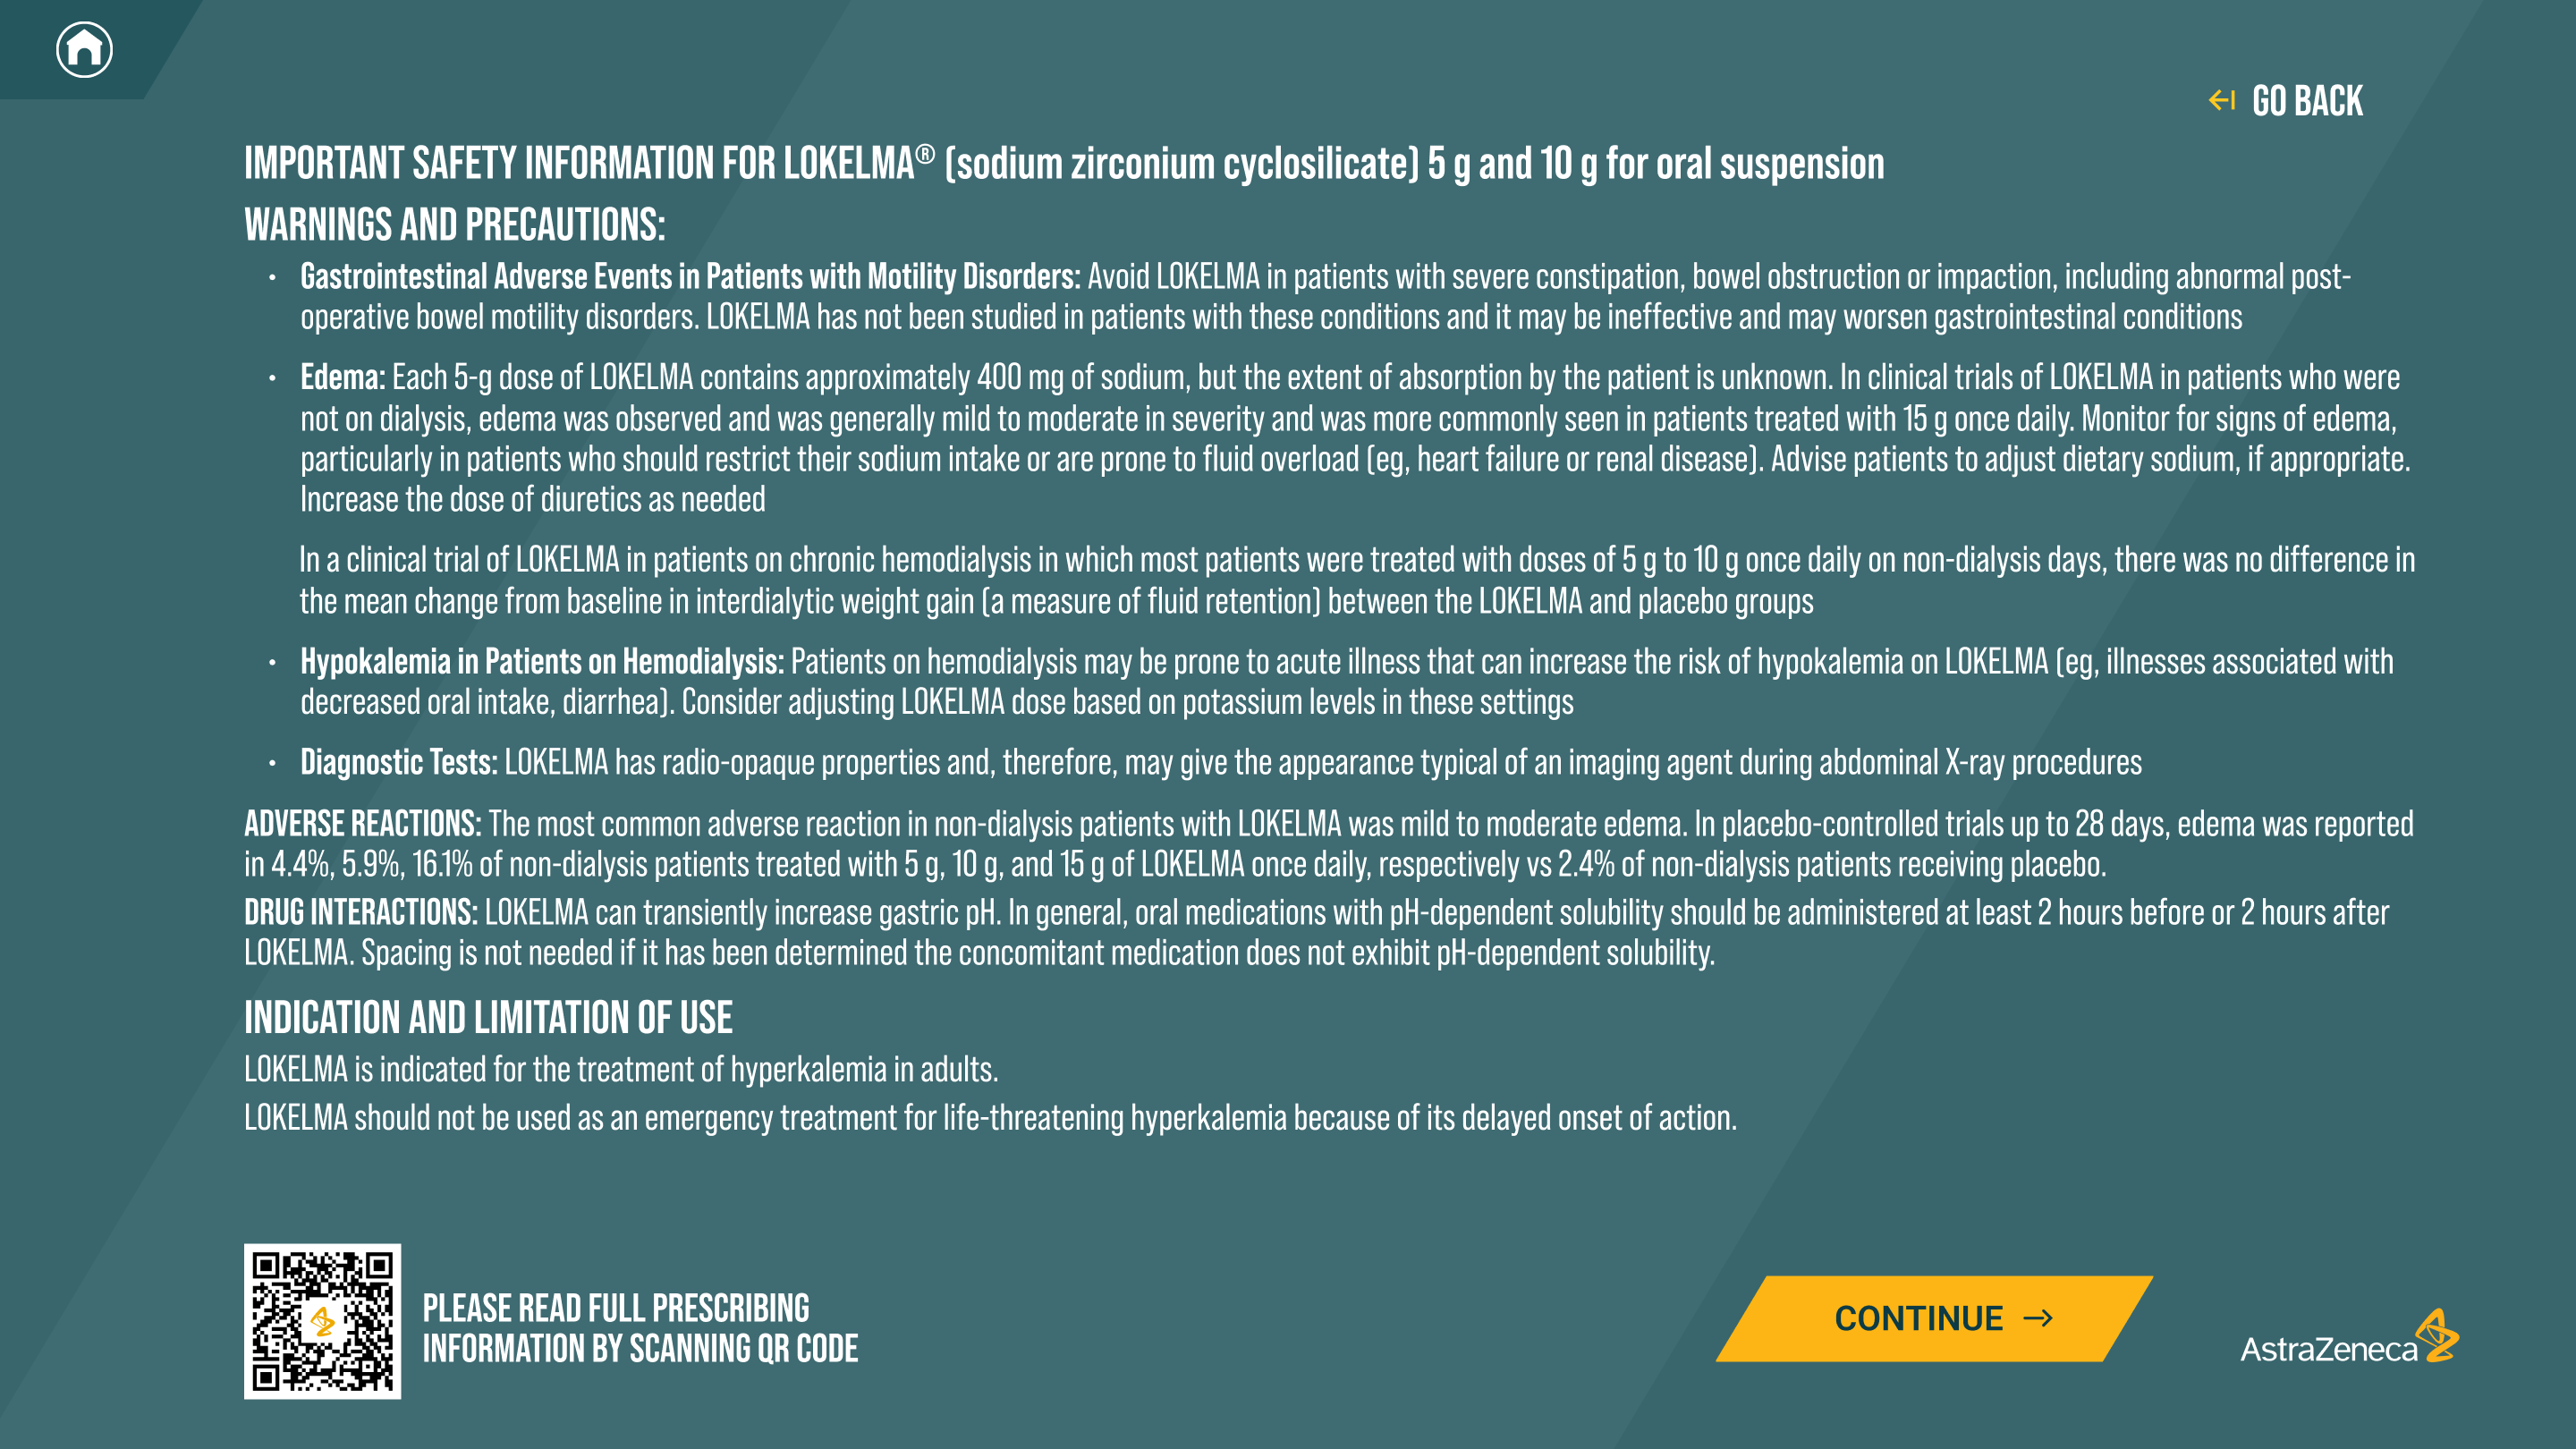 GO BACK
IMPORTANT SAFETY INFORMATION FOR LOKELMA® (sodium zirconium cyclosilicate) 5 g and 10 g for oral suspension
WARNINGS AND PRECAUTIONS:
• Gastrointestinal Adverse Events in Patients with Motility Disorders: Avoid LOKELMA in patients with severe constipation, bowel obstruction or impaction, including abnormal post-
operative bowel motility disorders. LOKELMA has not been studied in patients with these conditions and it may be ineffective and may worsen gastrointestinal conditions
• Edema: Each 5-g dose of LOKELMA contains approximately 400 mg of sodium, but the extent of absorption by the patient is unknown. In clinical trials of LOKELMA in patients who were
not on dialysis, edema was observed and was generally mild to moderate in severity and was more commonly seen in patients treated with 15 g once daily. Monitor for signs of edema,
particularly in patients who should restrict their sodium intake or are prone to fluid overload (eg, heart failure or renal disease). Advise patients to adjust dietary sodium, if appropriate.
Increase the dose of diuretics as needed
In a clinical trial of LOKELMA in patients on chronic hemodialysis in which most patients were treated with doses of 5 g to 10 g once daily on non-dialysis days, there was no difference in
the mean change from baseline in interdialytic weight gain (a measure of fluid retention) between the LOKELMA and placebo groups
• Hypokalemia in Patients on Hemodialysis: Patients on hemodialysis may be prone to acute illness that can increase the risk of hypokalemia on LOKELMA (eg, illnesses associated with
decreased oral intake, diarrhea). Consider adjusting LOKELMA dose based on potassium levels in these settings
• Diagnostic Tests: LOKELMA has radio-opaque properties and, therefore, may give the appearance typical of an imaging agent during abdominal X-ray procedures
ADVERSE REACTIONS: The most common adverse reaction in non-dialysis patients with LOKELMA was mild to moderate edema. In placebo-controlled trials up to 28 days, edema was reported
in 4.4%, 5.9%, 16.1% of non-dialysis patients treated with 5 g, 10 g, and 15 g of LOKELMA once daily, respectively vs 2.4% of non-dialysis patients receiving placebo.
DRUG INTERACTIONS: LOKELMA can transiently increase gastric pH. In general, oral medications with pH-dependent solubility should be administered at least 2 hours before or 2 hours after
LOKELMA. Spacing is not needed if it has been determined the concomitant medication does not exhibit pH-dependent solubility.
INDICATION AND LIMITATION OF USE
LOKELMA is indicated for the treatment of hyperkalemia in adults.
LOKELMA should not be used as an emergency treatment for life-threatening hyperkalemia because of its delayed onset of action.
PLEASE READ FULL PRESCRIBING
INFORMATION BY SCANNING QR CODE
CONTINUE →
AstraZeneca